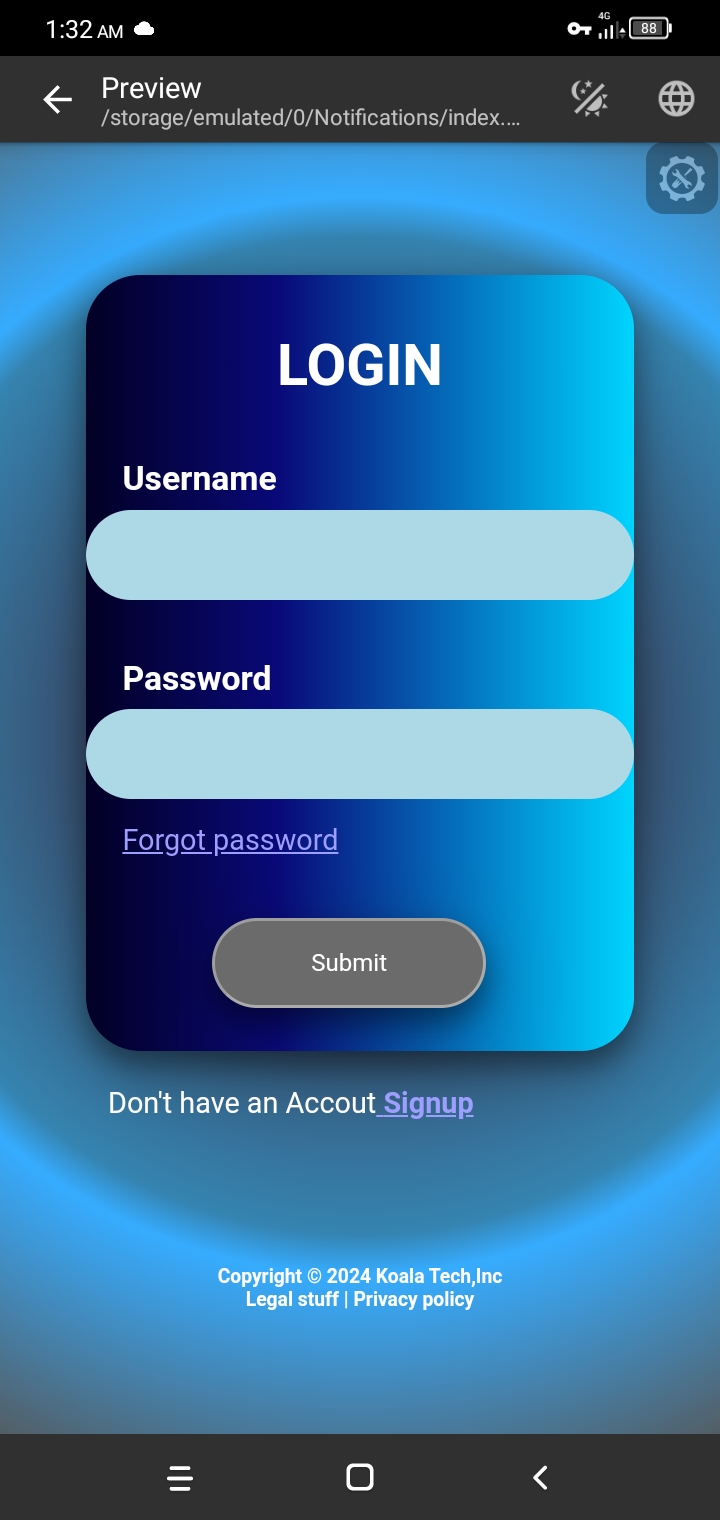 1:32 AM
4G
88
Preview
/storage/emulated/0/Notifications/index....
LOGIN
Username
Password
Forgot password
Submit
Don't have an Accout Signup
Copyright © 2024 Koala Tech,Inc
Legal stuff | Privacy policy